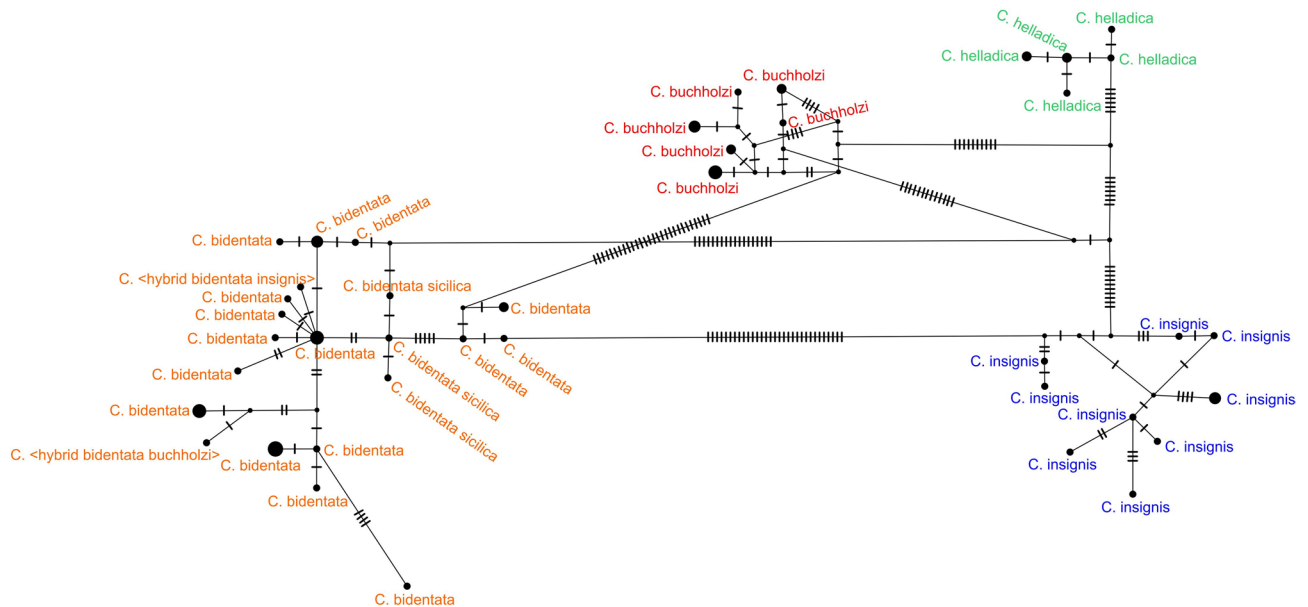 C. helladica
C. helladica
C. helladica
C. helladica
C. helladica
C. buchholzi
C. buchholzi
C. buchholzi
C. buchholzi
C. buchholzi
C. buchholzi
C. bidentata
C. bidentata
C. bidentata
C. <hybrid bidentata insignis>
C. bidentata sicilica
C. bidentata
C. bidentata
C. bidentata
C. bidentata
C. insignis
C. insignis
C. bidentata
C. bidentata
C. bidentata
C. bidentata
C. insignis
C. bidentata sicilica
C. bidentata
C. bidentata sicilica
C. insignis
C. insignis
C. bidentata
C. insignis
C. insignis
C. <hybrid bidentata buchholzi>
C. bidentata
C. bidentata
C. insignis
C. bidentata
C. insignis
C. bidentata